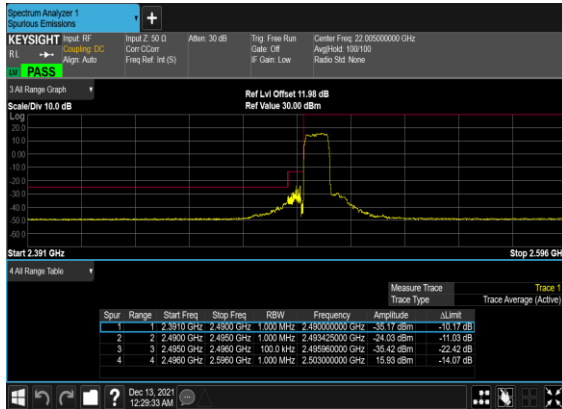 Spectrum Analyzer 1
Spurious Emissions
KEYSIGHT Input: RF Input Z: 50 Ω Atten: 30 dB Trig: Free Run Center Freq: 22.005000000 GHz
RL Coupling: DC Corr CCorr Gate: Off Avg|Hold: 100/100
Align: Auto Freq Ref: Int (S) IF Gain: Low Radio Std: None
PASS
3 All Range Graph
Ref Lvl Offset 11.98 dB
Scale/Div 10.0 dB Ref Value 30.00 dBm
Log
20.0
10.0
0.00
-10.0
-20.0
-30.0
-40.0
-50.0
-60.0
Start 2.391 GHz Stop 2.596 GH
4 All Range Table
Measure Trace Trace 1
Trace Type Trace Average (Active)
Spur Range Start Freq Stop Freq RBW Frequency Amplitude ΔLimit
1 1 2.3910 GHz 2.4900 GHz 1.000 MHz 2.490000000 GHz -35.17 dBm -10.17 dB
2 2 2.4900 GHz 2.4950 GHz 1.000 MHz 2.493425000 GHz -24.03 dBm -11.03 dB
3 3 2.4950 GHz 2.4960 GHz 100.0 kHz 2.495960000 GHz -35.42 dBm -22.42 dB
4 4 2.4960 GHz 2.5960 GHz 1.000 MHz 2.503000000 GHz 15.93 dBm -14.07 dB
? Dec 13, 2021
12:29:33 AM